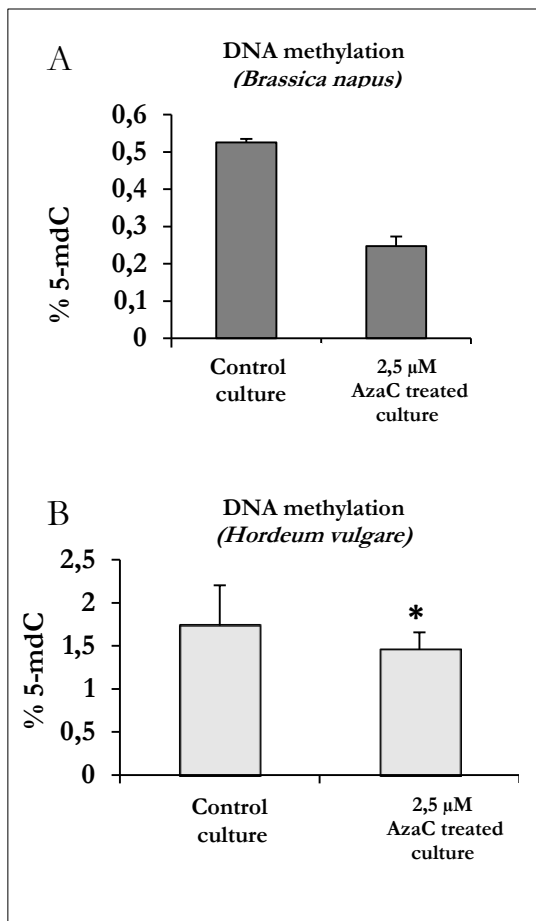 A
DNA methylation
(Brassica napus)
0,6
0,5
0,4
0,3
0,2
0,1
0
% 5-mdC
Control
culture
2,5 µM
AzaC treated
culture
B
DNA methylation
(Hordeum vulgare)
2,5
2
1,5
1
0,5
0
% 5-mdC
*
Control
culture
2,5 µM
AzaC treated
culture